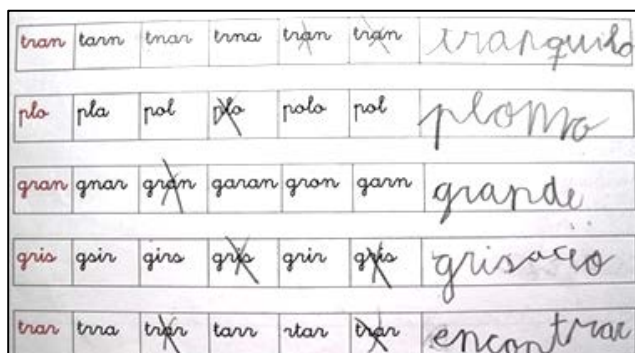 tran tarn tnar trna tran tran tranquilo
plo pla pol plo polo pol plomo
gran gnar gran garan gron garn grande
gris gsir girs gris grir gris grisaceo
trar trra trar tarr rtar trar encontrar